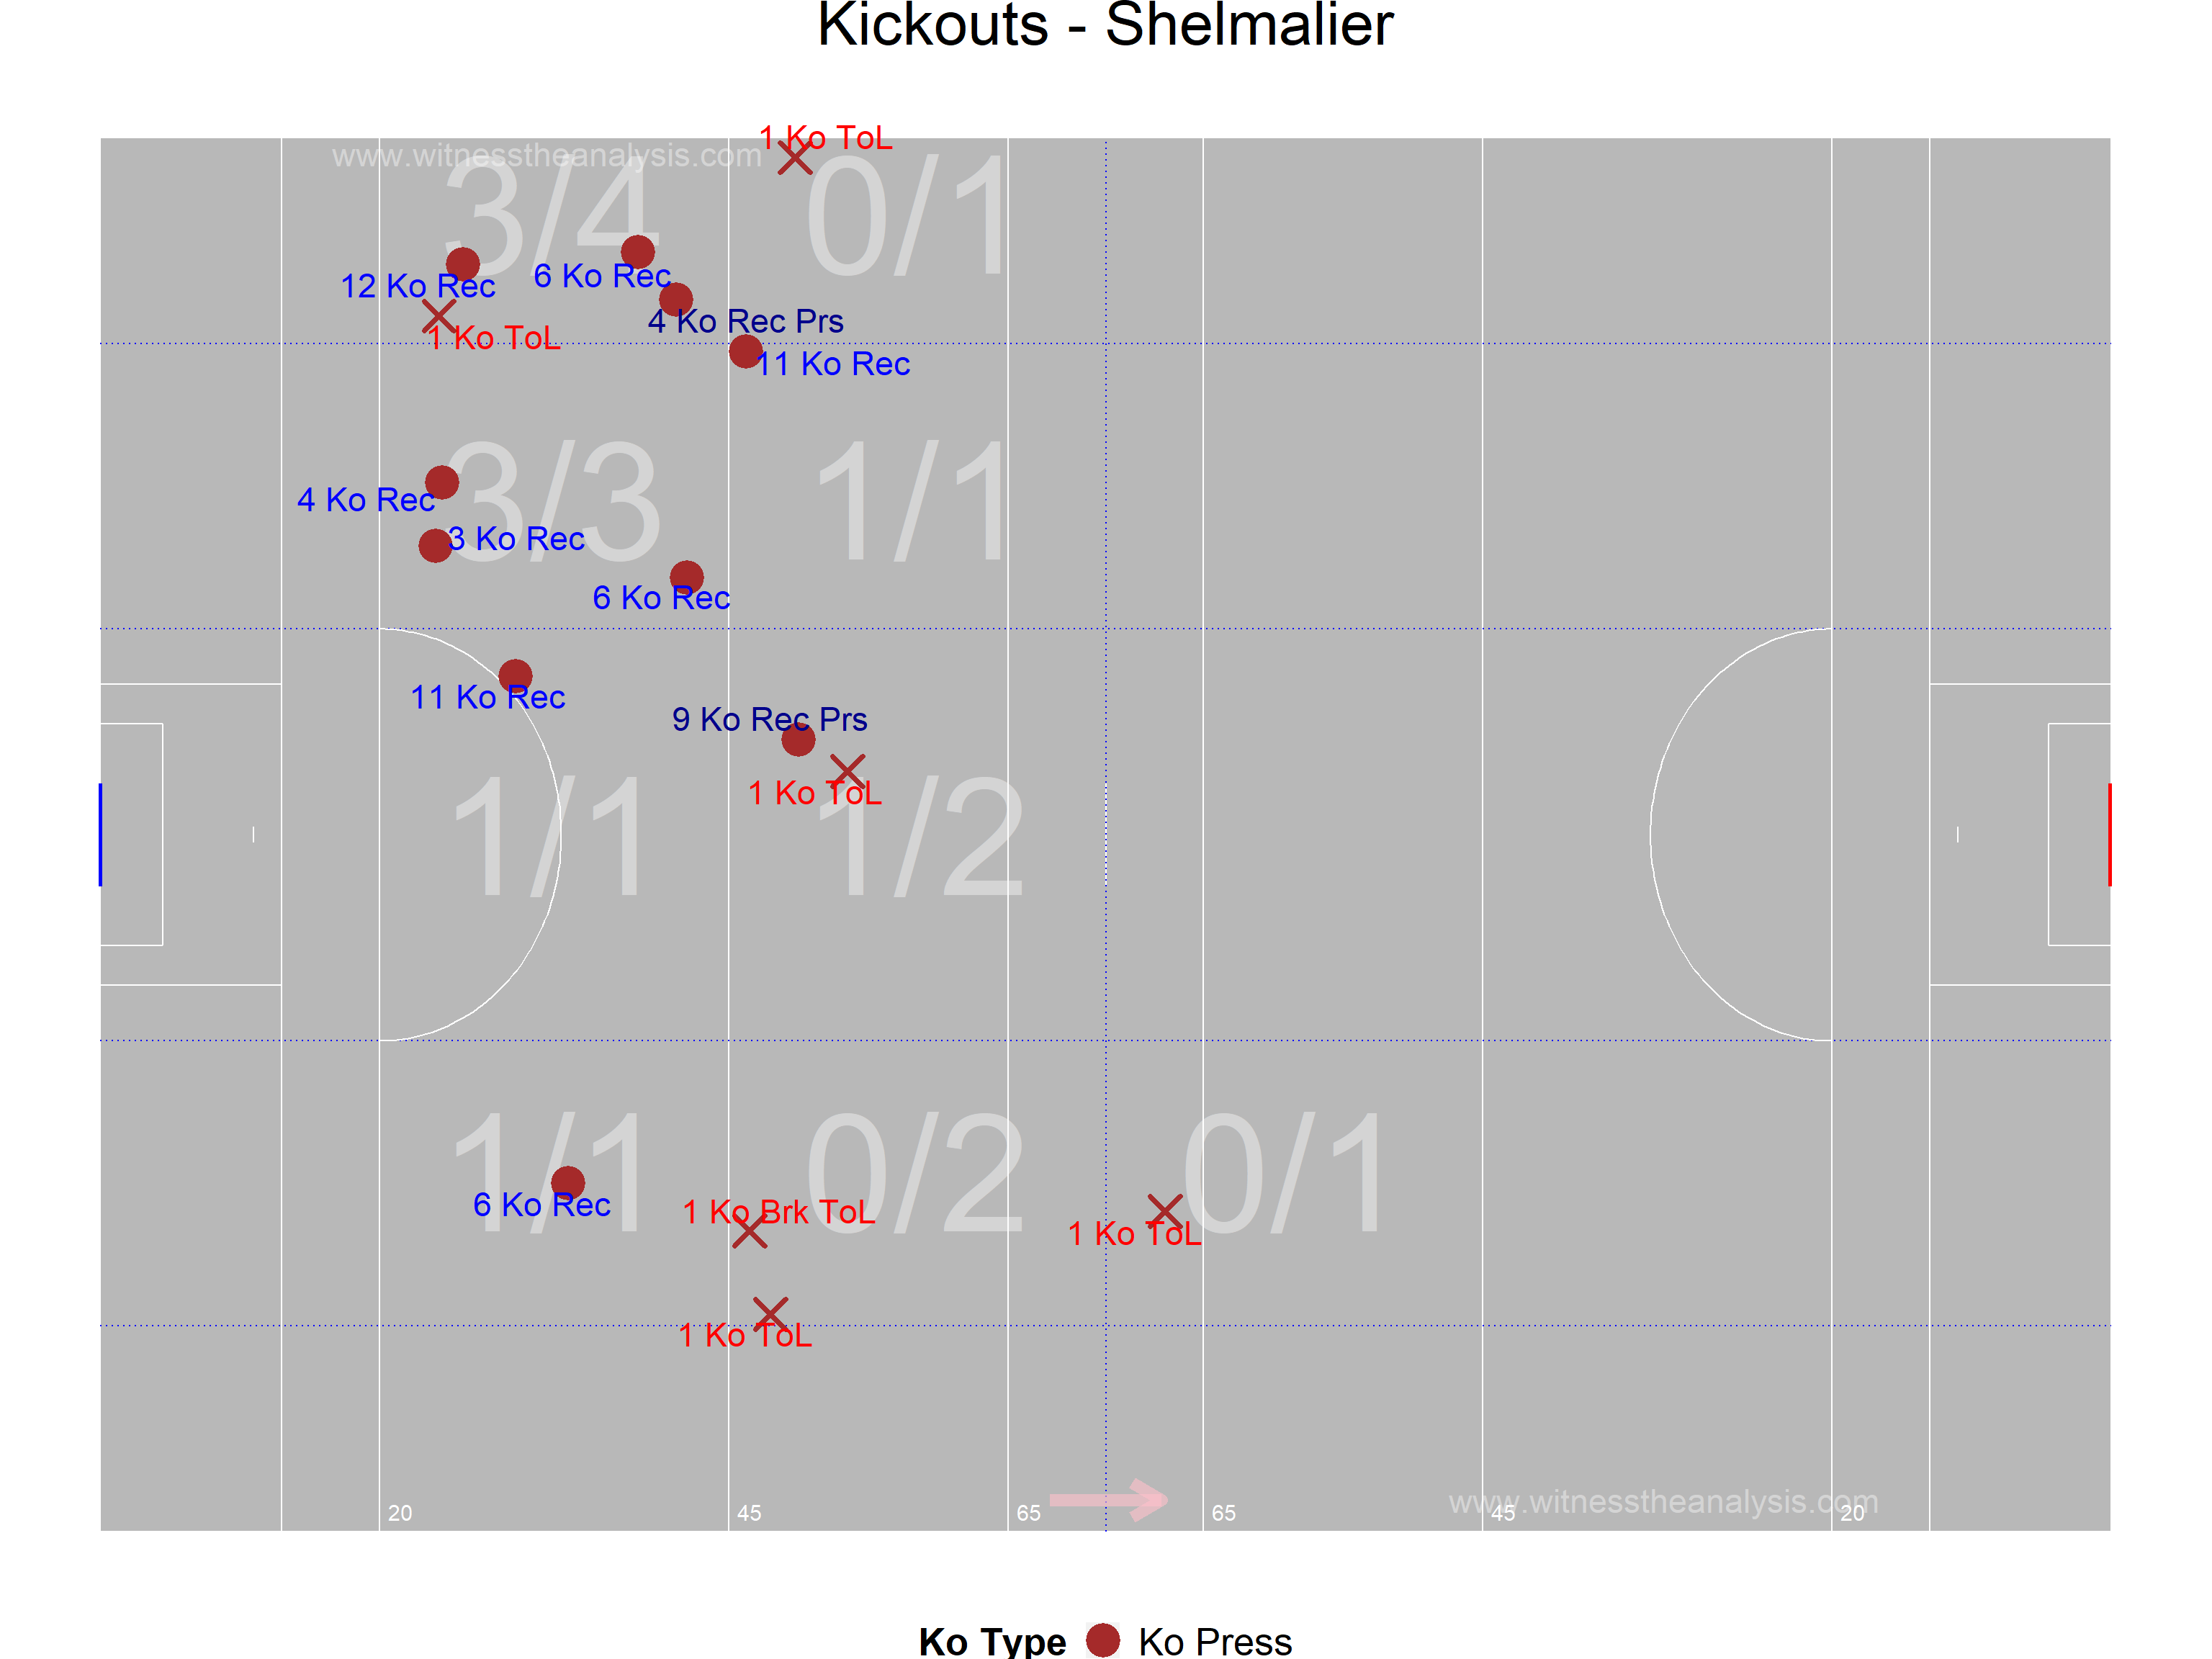 Kickouts - Shelmalier
1 Ko ToL
www.witnesstheanalysis.com
3/4
0/1
12 Ko Rec
6 Ko Rec
4 Ko Rec Prs
1 Ko ToL
11 Ko Rec
3/3
1/1
4 Ko Rec
3 Ko Rec
6 Ko Rec
11 Ko Rec
9 Ko Rec Prs
1 Ko ToL
1/1
1/2
1/1
0/2
0/1
6 Ko Rec
1 Ko Brk ToL
1 Ko ToL
1 Ko ToL
www.witnesstheanalysis.com
20
45
65
65
45
20
Ko Type
Ko Press